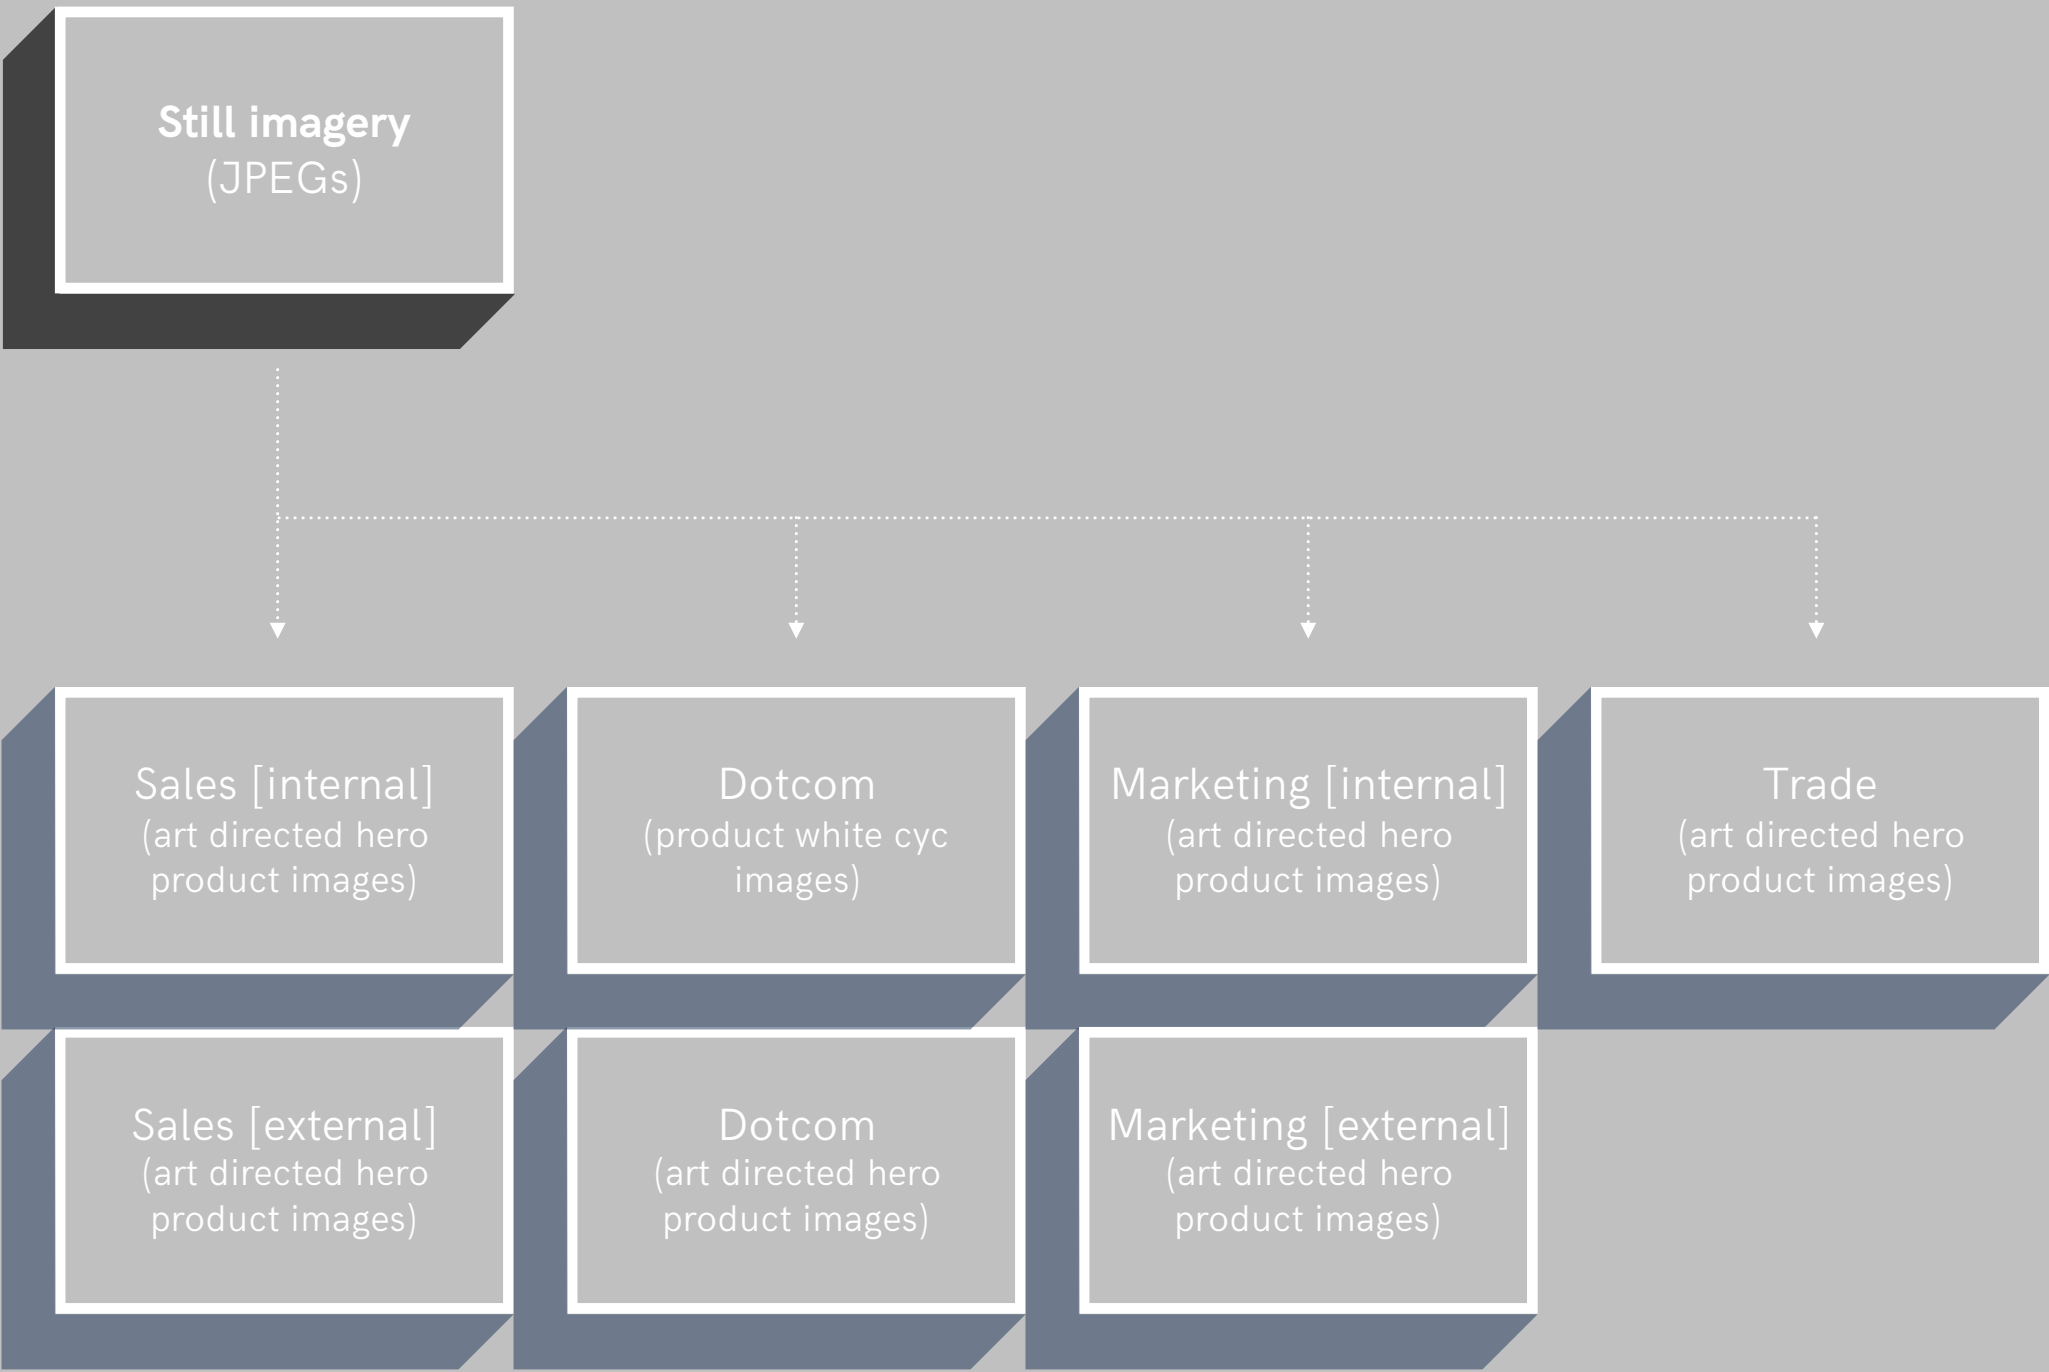 Still imagery
(JPEGs)
Sales [internal]
(art directed hero
product images)
Dotcom
(product white cyc
images)
Marketing [internal]
(art directed hero
product images)
Trade
(art directed hero
product images)
Sales [external]
(art directed hero
product images)
Dotcom
(art directed hero
product images)
Marketing [external]
(art directed hero
product images)